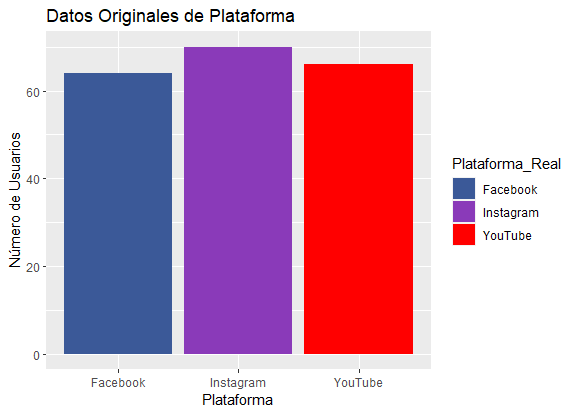 Datos Originales de Plataforma
Número de Usuarios
60
40
20
0
Facebook
Instagram
YouTube
Plataforma
Plataforma_Real
Facebook
Instagram
YouTube